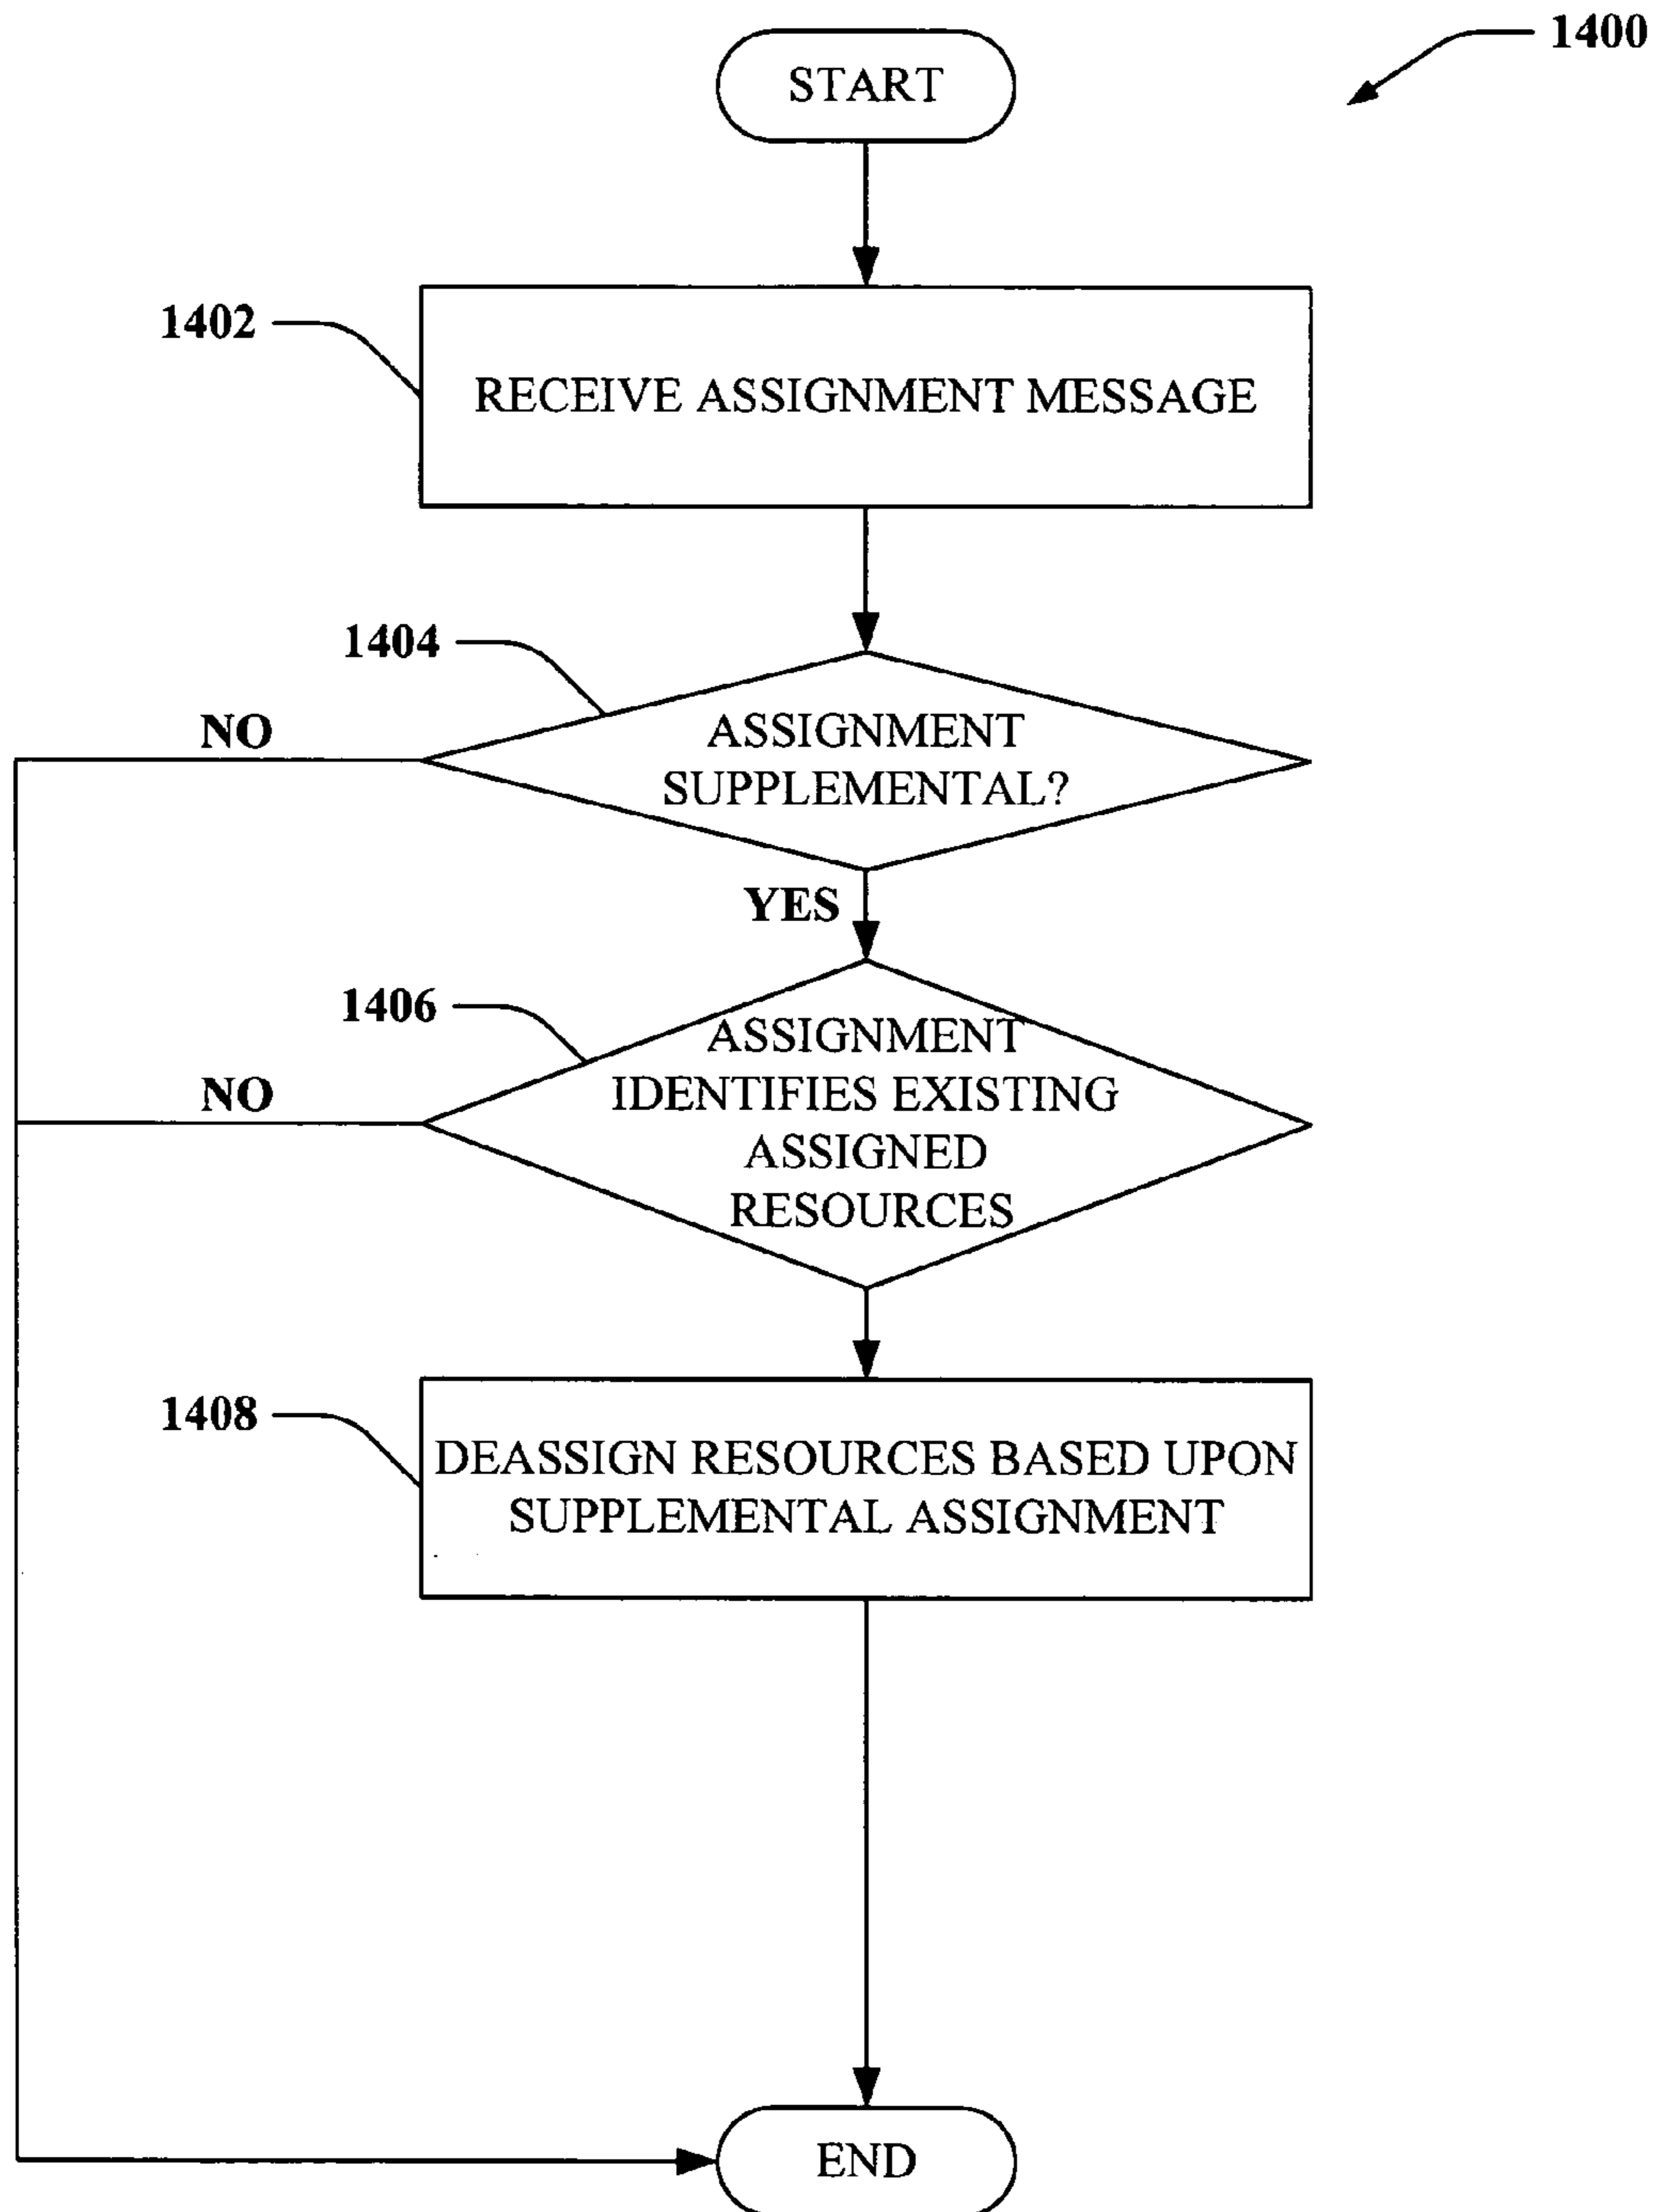 1400
START
1402
RECEIVE ASSIGNMENT MESSAGE
1404
NO
ASSIGNMENT
SUPPLEMENTAL?
YES
1406
NO
ASSIGNMENT
IDENTIFIES EXISTING
ASSIGNED
RESOURCES
1408
DEASSIGN RESOURCES BASED UPON
SUPPLEMENTAL ASSIGNMENT
END